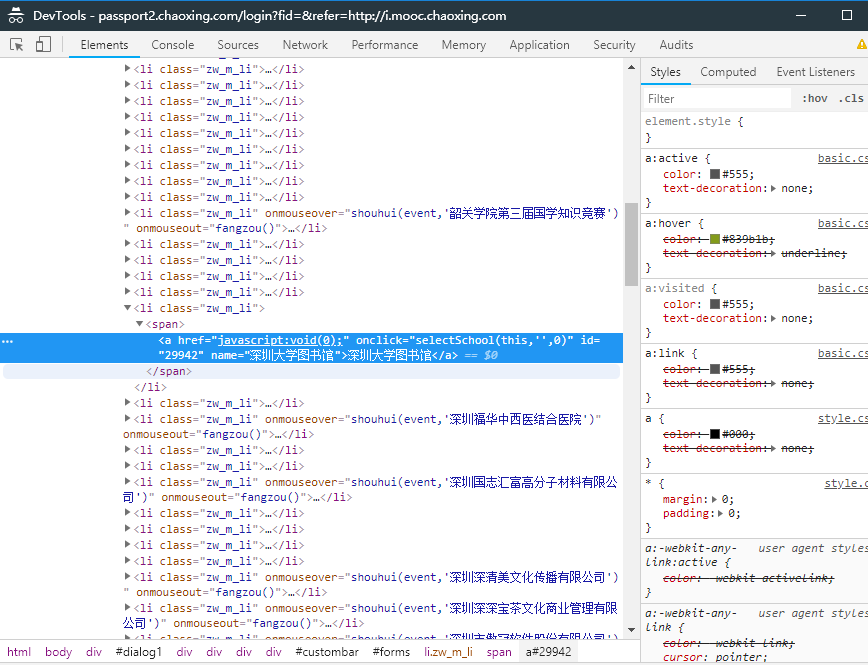 DevTools - passport2.chaoxing.com/login?fid=&refer=http://i.mooc.chaoxing.com
Elements Console Sources Network Performance Memory Application Security Audits
<li class="zw_m_li">…</li>
<li class="zw_m_li">…</li>
<li class="zw_m_li">…</li>
<li class="zw_m_li">…</li>
<li class="zw_m_li">…</li>
<li class="zw_m_li">…</li>
<li class="zw_m_li">…</li>
<li class="zw_m_li">…</li>
<li class="zw_m_li">…</li>
<li class="zw_m_li" onmouseover="shouhui(event,'韶关学院第三届国学知识竞赛')
" onmouseout="fangzou()">…</li>
<li class="zw_m_li">…</li>
<li class="zw_m_li">…</li>
<li class="zw_m_li">…</li>
<li class="zw_m_li">…</li>
<li class="zw_m_li">
<span>
<a href="javascript:void(0);" onclick="selectSchool(this,'',0)" id=
"29942" name="深圳大学图书馆">深圳大学图书馆</a> == $0
</span>
</li>
<li class="zw_m_li">…</li>
<li class="zw_m_li" onmouseover="shouhui(event,'深圳福华中西医结合医院')"
onmouseout="fangzou()">…</li>
<li class="zw_m_li">…</li>
<li class="zw_m_li">…</li>
<li class="zw_m_li" onmouseover="shouhui(event,'深圳国志汇富高分子材料有限公
司')" onmouseout="fangzou()">…</li>
<li class="zw_m_li">…</li>
<li class="zw_m_li">…</li>
<li class="zw_m_li">…</li>
<li class="zw_m_li">…</li>
<li class="zw_m_li" onmouseover="shouhui(event,'深圳深清美文化传播有限公司')
" onmouseout="fangzou()">…</li>
<li class="zw_m_li" onmouseover="shouhui(event,'深圳深深宝茶文化商业管理有限
公司')" onmouseout="fangzou()">…</li>
html body div #dialog1 div div div div #custombar #forms li.zw_m_li span a#29942
Styles Computed Event Listeners
Filter :hov .cls
element.style {
}
a:active { basic.cs
color: #555;
text-decoration: none;
}
a:hover { basic.cs
color: #839b1b;
text-decoration: underline;
}
a:visited { basic.cs
color: #555;
text-decoration: none;
}
a:link { basic.cs
color: #555;
text-decoration: none;
}
a { style.cs
color: #000;
text-decoration: none;
}
* { style.c
margin: 0;
padding: 0;
}
a:-webkit-any- user agent styles
link:active {
color: -webkit-activelink;
}
a:-webkit-any- user agent styles
link {
color: -webkit-link;
cursor: pointer;